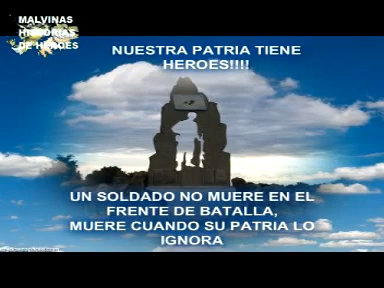 MALVINAS
HISTORIAS
DE HEROES
NUESTRA PATRIA TIENE
HEROES!!!!
UN SOLDADO NO MUERE EN EL
FRENTE DE BATALLA,
MUERE CUANDO SU PATRIA LO
IGNORA